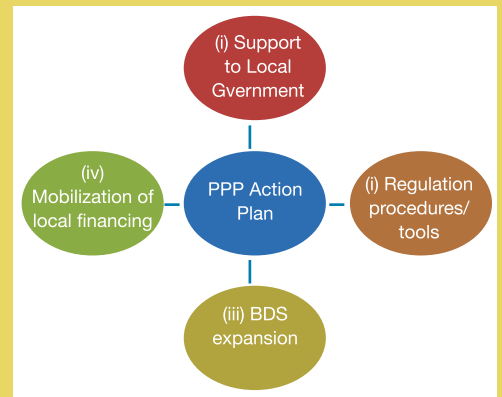 (i) Support
to Local
Gvernment
(iv)
Mobilization of
local financing
PPP Action
Plan
(i) Regulation
procedures/
tools
(iii) BDS
expansion